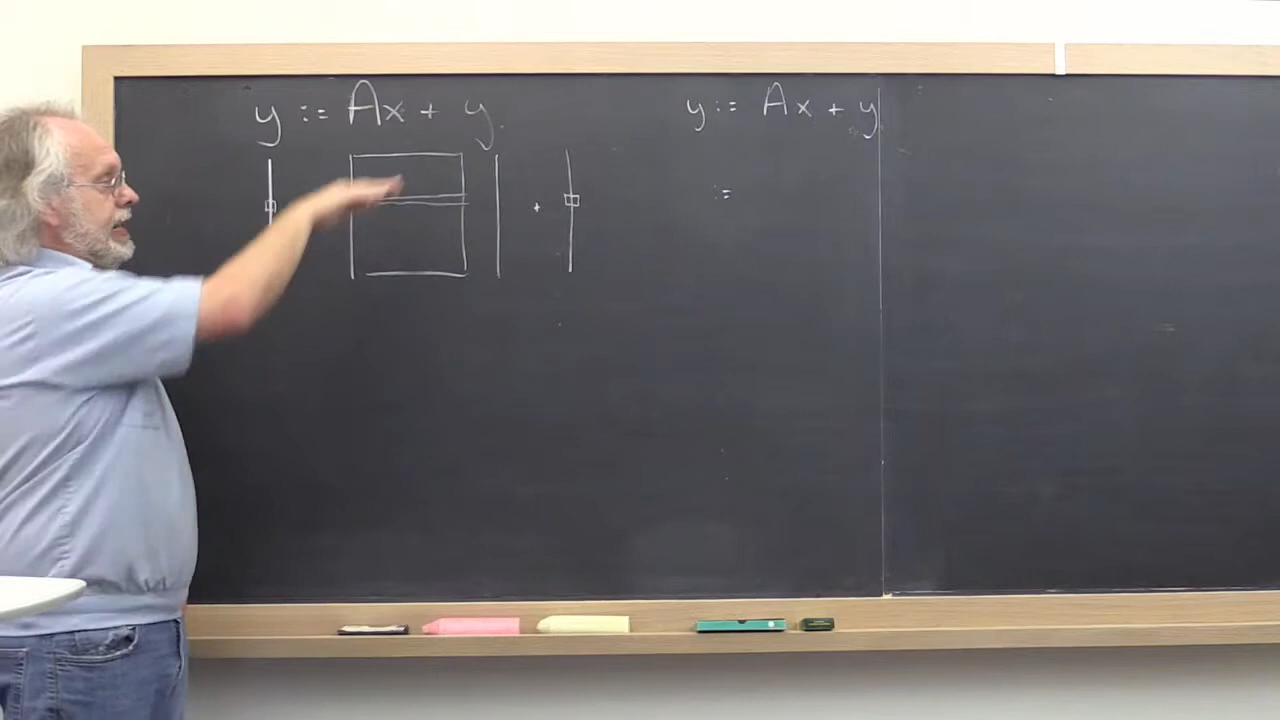 y := Ax + y
y := Ax + y
+
:=